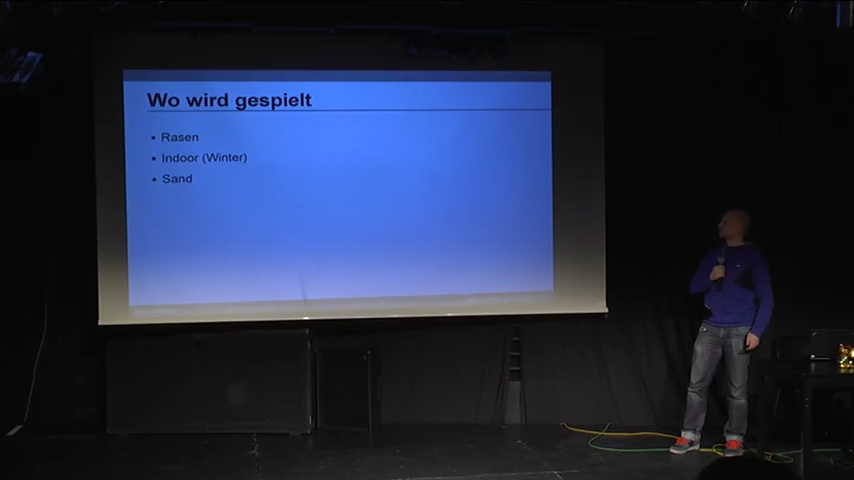 Wo wird gespielt
• Rasen
• Indoor (Winter)
• Sand